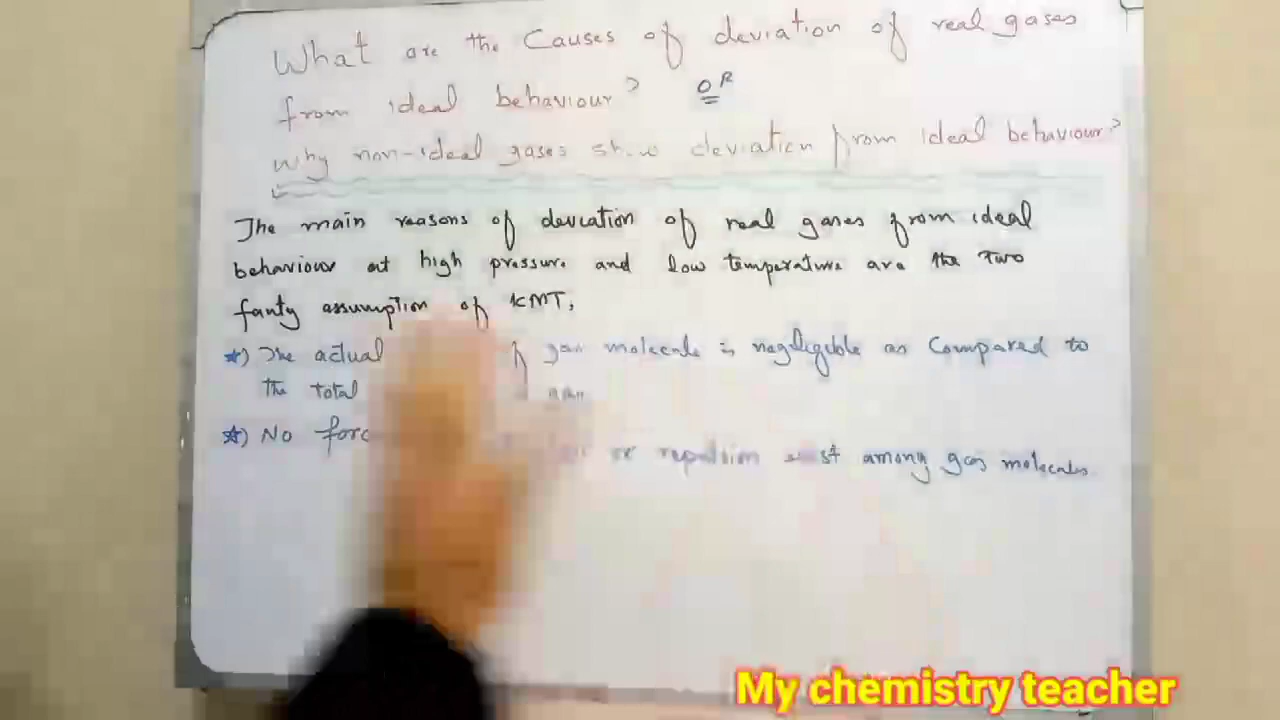 What are the Causes of deviation of real gases
from ideal behaviour? OR
Why non-ideal gases show deviation from ideal behaviour?
The main reasons of deviation of real gases from ideal
behaviour at high pressure and low temperature are the two
fauty assumption of KMT,
*) The actual of gas molecule is negligible as Compared to
the total
*) No or repulsion exist among gas molecules
My chemistry teacher